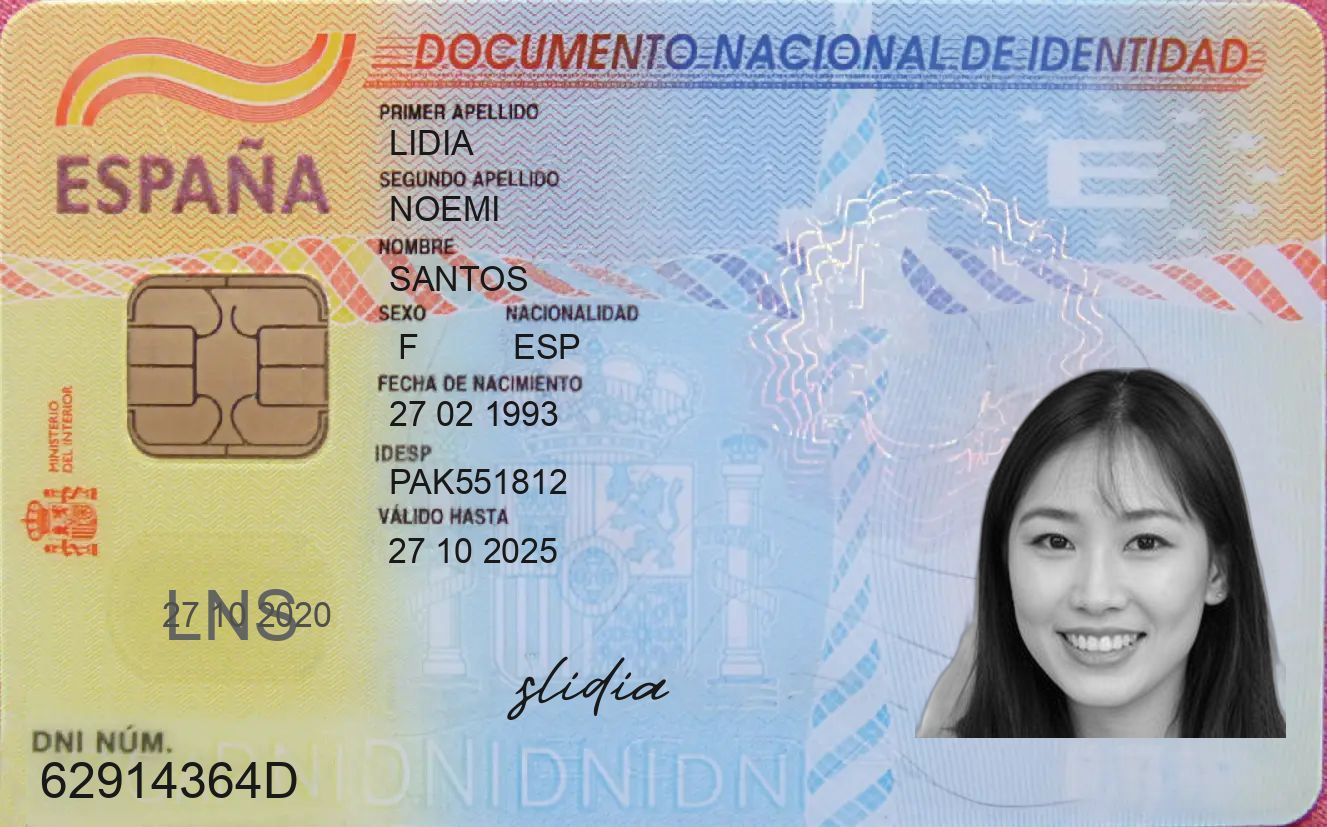 DOCUMENTO NACIONAL DE IDENTIDAD
ESPAÑA
PRIMER APELLIDO
LIDIA
SEGUNDO APELLIDO
NOEMI
NOMBRE
SANTOS
SEXO NACIONALIDAD
F ESP
FECHA DE NACIMIENTO
27 02 1993
IDESP
PAK551812
VÁLIDO HASTA
27 10 2025
MINISTERIO
DEL INTERIOR
E
LNS
27 10 2020
slidia
DNI NÚM.
62914364D
DNIDNIDNIDNI